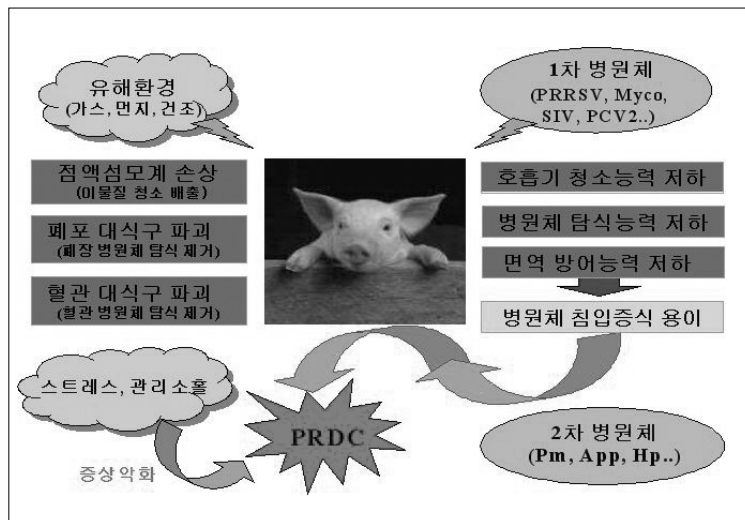 유해환경
(가스,먼지,건조)
1차 병원체
(PRRSV, Myco,
SIV, PCV2..)
점액섬모계 손상
(이물질 청소 배출)
폐포 대식구 파괴
(폐장 병원체 탐식 제거)
혈관 대식구 파괴
(혈관 병원체 탐식 제거)
호흡기 청소능력 저하
병원체 탐식능력 저하
면역 방어능력 저하
병원체 침입증식 용이
스트레스, 관리소홀
PRDC
증상악화
2차 병원체
(Pm, App, Hp..)